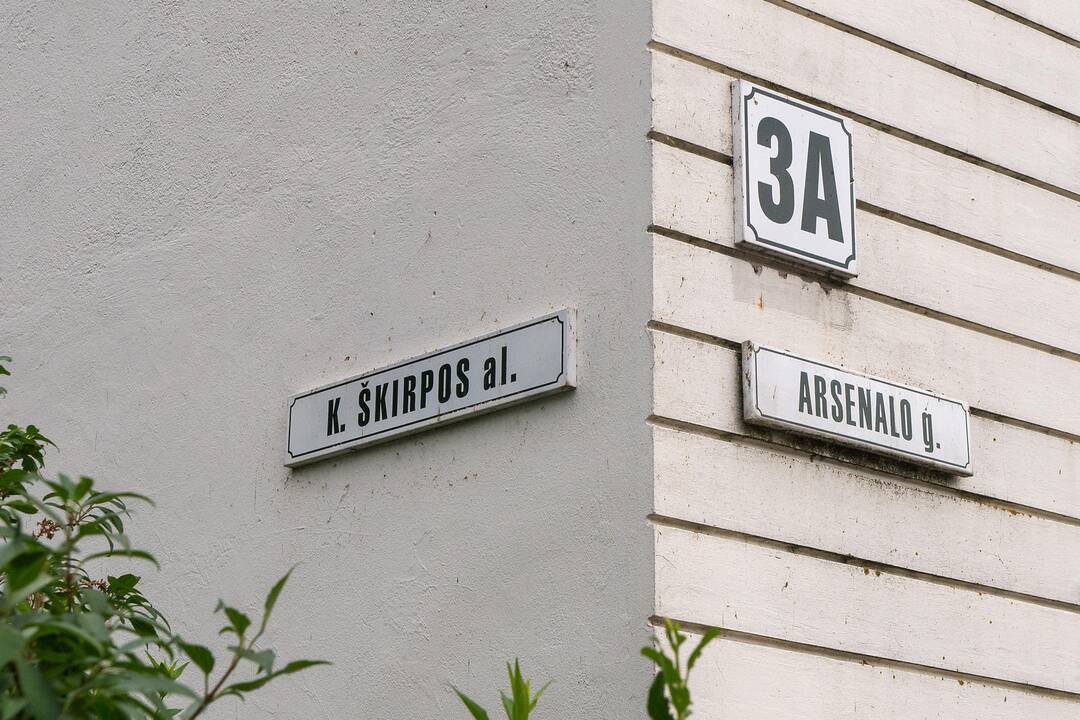 K. ŠKIRPOS al.
3A
ARSENALO g.